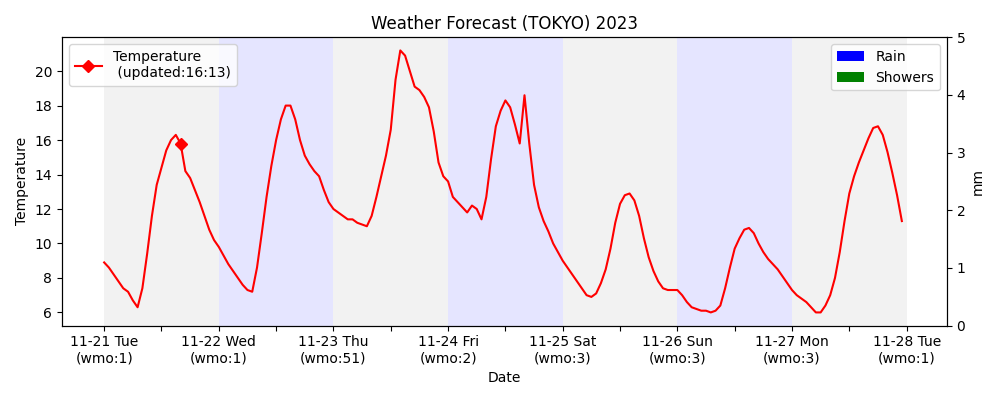 Weather Forecast (TOKYO) 2023
Temperature
(updated:16:13)
Rain
Showers
20
18
16
14
12
10
8
6
Temperature
5
4
3
2
1
0
mm
11-21 Tue
(wmo:1)
11-22 Wed
(wmo:1)
11-23 Thu
(wmo:51)
11-24 Fri
(wmo:2)
11-25 Sat
(wmo:3)
11-26 Sun
(wmo:3)
11-27 Mon
(wmo:3)
11-28 Tue
(wmo:1)
Date